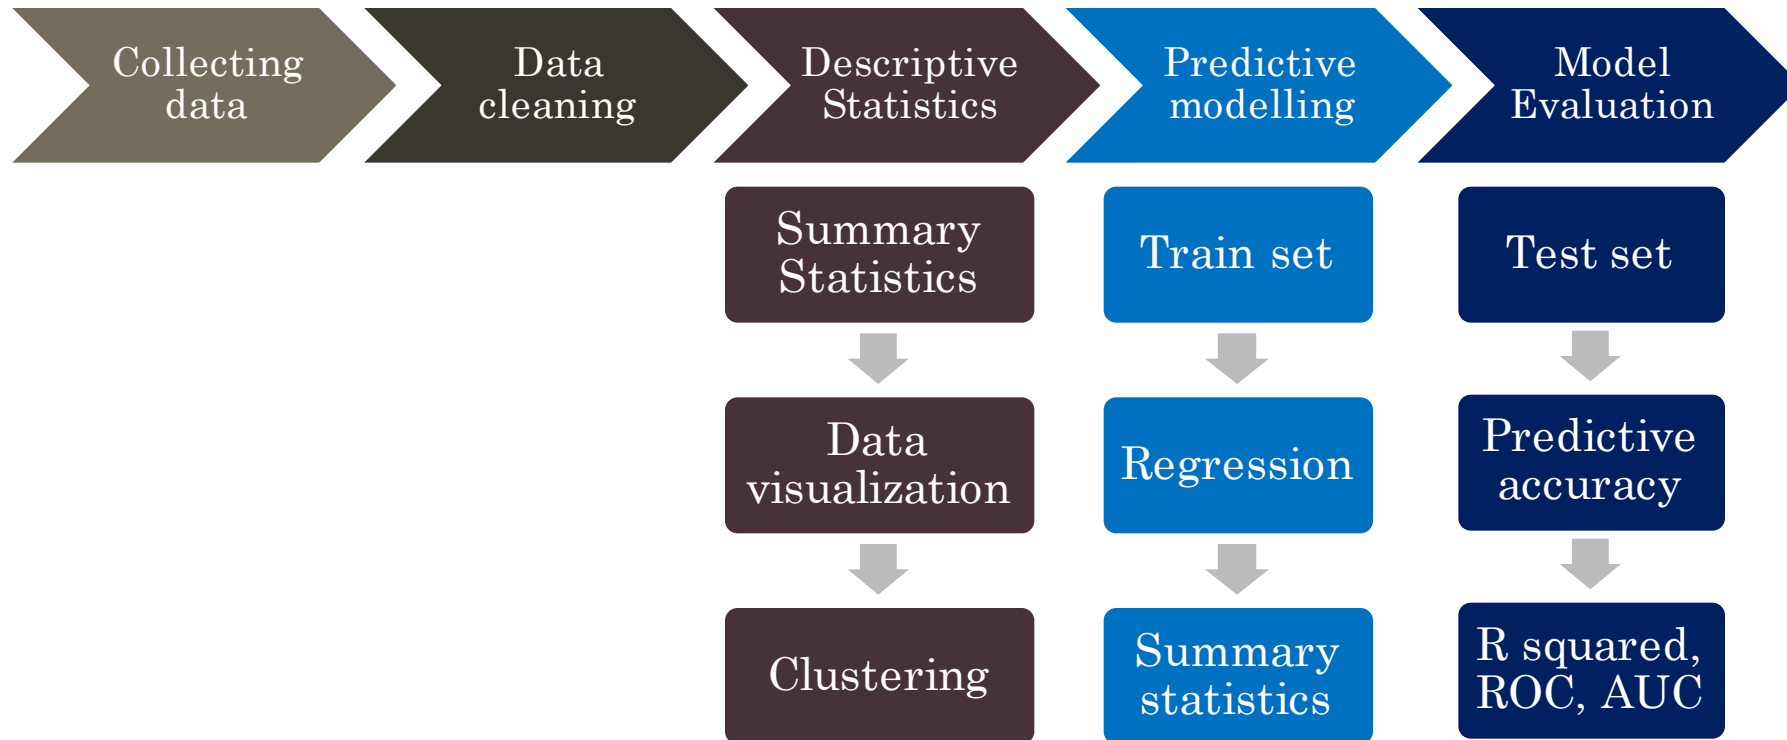 Collecting
data
Data
cleaning
Descriptive
Statistics
Predictive
modelling
Model
Evaluation
Summary
Statistics
Data
visualization
Clustering
Train set
Regression
Summary
statistics
Test set
Predictive
accuracy
R squared,
ROC, AUC